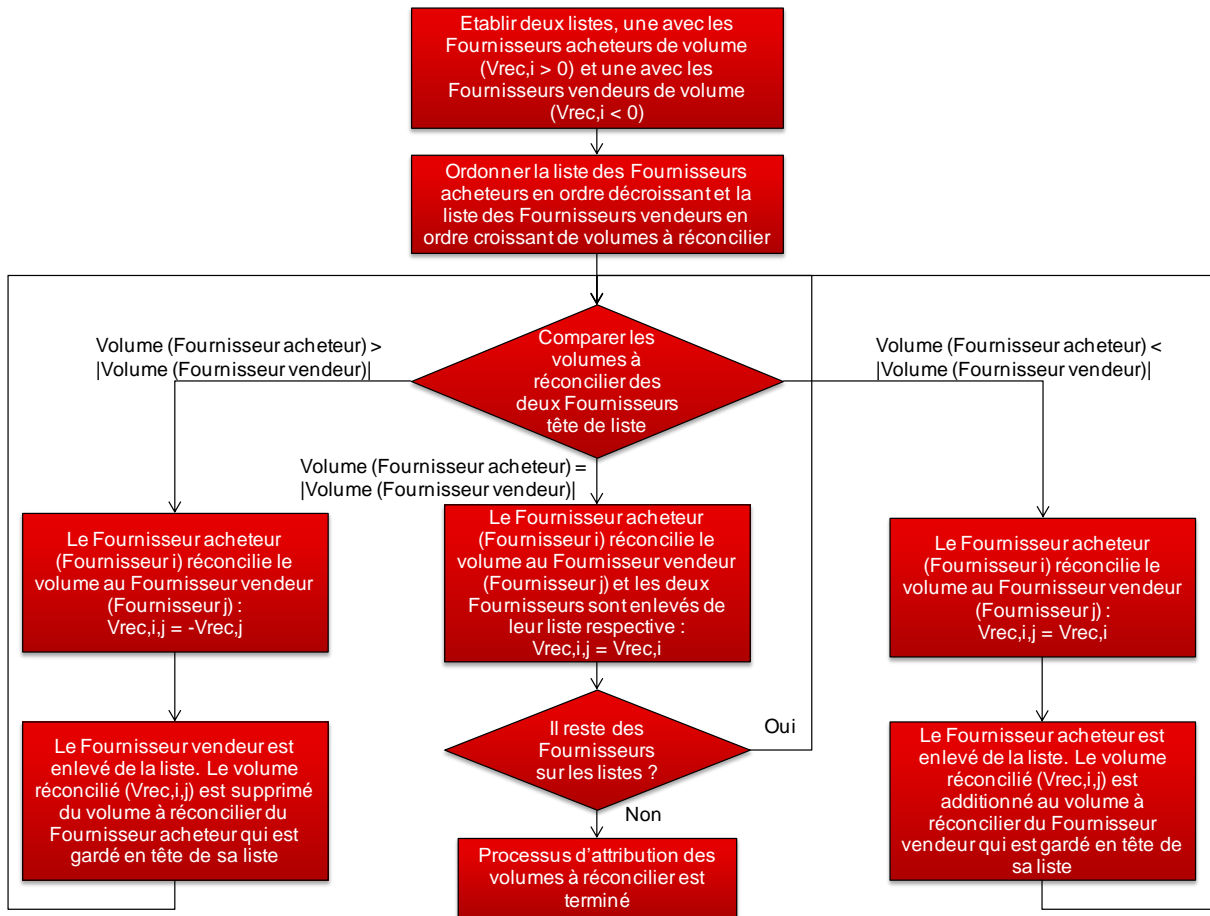 Etablir deux listes, une avec les
Fournisseurs acheteurs de volume
(Vrec,i > 0) et une avec les
Fournisseurs vendeurs de volume
(Vrec,i < 0)
Ordonner la liste des Fournisseurs
acheteurs en ordre décroissant et la
liste des Fournisseurs vendeurs en
ordre croissant de volumes à réconcilier
Comparer les
volumes à
réconcilier des
deux Fournisseurs
tête de liste
Volume (Fournisseur acheteur) >
|Volume (Fournisseur vendeur)|
Volume (Fournisseur acheteur) <
|Volume (Fournisseur vendeur)|
Volume (Fournisseur acheteur) =
|Volume (Fournisseur vendeur)|
Le Fournisseur acheteur
(Fournisseur i) réconcilie le
volume au Fournisseur vendeur
(Fournisseur j) :
Vrec,i,j = -Vrec,j
Le Fournisseur acheteur
(Fournisseur i) réconcilie le
volume au Fournisseur vendeur
(Fournisseur j) et les deux
Fournisseurs sont enlevés de
leur liste respective :
Vrec,i,j = Vrec,i
Le Fournisseur acheteur
(Fournisseur i) réconcilie le
volume au Fournisseur vendeur
(Fournisseur j) :
Vrec,i,j = Vrec,i
Le Fournisseur vendeur est
enlevé de la liste. Le volume
réconcilié (Vrec,i,j) est supprimé
du volume à réconcilier du
Fournisseur acheteur qui est
gardé en tête de sa liste
Il reste des
Fournisseurs
sur les listes ?
Oui
Non
Le Fournisseur acheteur est
enlevé de la liste. Le volume
réconcilié (Vrec,i,j) est
additionné au volume à
réconcilier du Fournisseur
vendeur qui est gardé en tête de
sa liste
Processus d'attribution des
volumes à réconcilier est
terminé